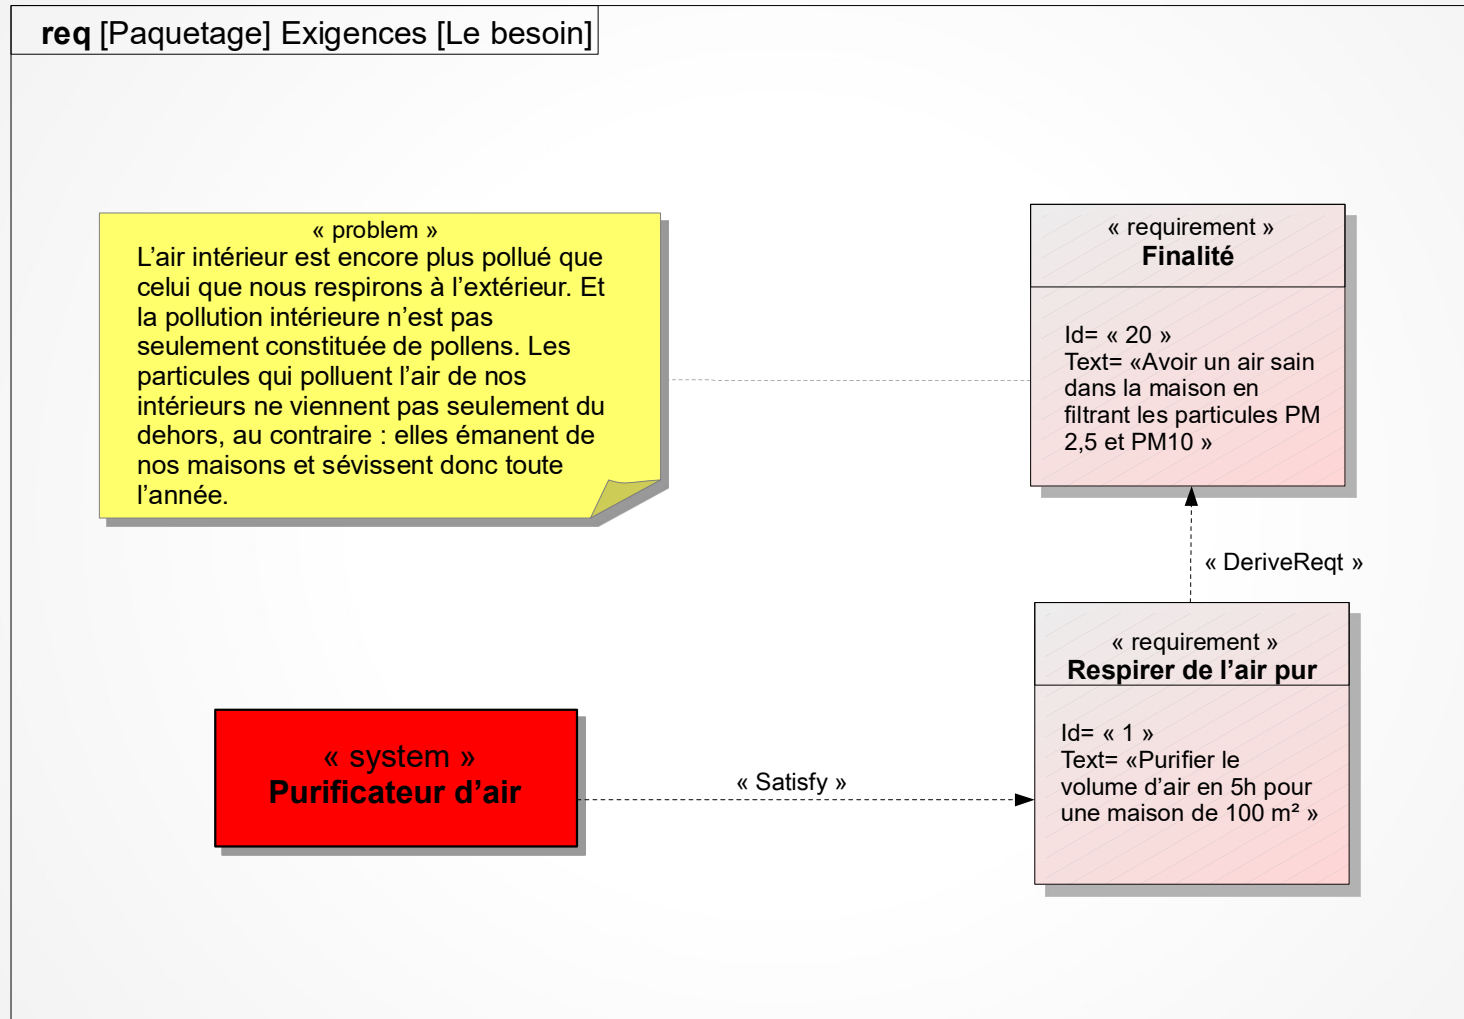 req [Paquetage] Exigences [Le besoin]
« problem »
L’air intérieur est encore plus pollué que
celui que nous respirons à l’extérieur. Et
la pollution intérieure n’est pas
seulement constituée de pollens. Les
particules qui polluent l’air de nos
intérieurs ne viennent pas seulement du
dehors, au contraire : elles émanent de
nos maisons et sévissent donc toute
l’année.
« requirement »
Finalité
Id= « 20 »
Text= «Avoir un air sain
dans la maison en
filtrant les particules PM
2,5 et PM10 »
« DeriveReqt »
« requirement »
Respirer de l’air pur
Id= « 1 »
Text= «Purifier le
volume d’air en 5h pour
une maison de 100 m² »
« system »
Purificateur d’air
« Satisfy »